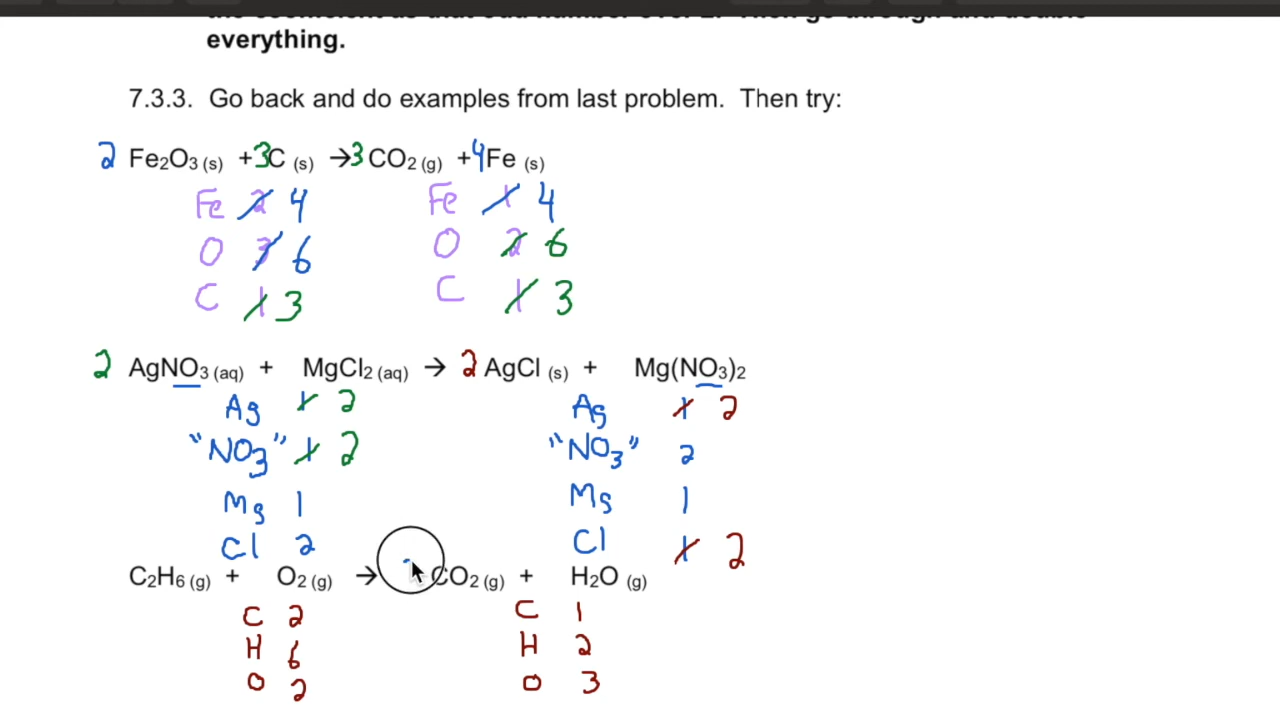 everything.
7.3.3. Go back and do examples from last problem. Then try:
2 Fe2O3 (s) +3C (s) →3 CO2 (g) +4Fe (s)
Fe 2 4 Fe 1 4
O 3 6 O 2 6
C 1 3 C 1 3
2 AgNO3 (aq) + MgCl2 (aq) → 2 AgCl (s) + Mg(NO3)2
Ag 1 2 Ag 1 2
"NO3" 1 2 "NO3" 2
Mg 1 Mg 1
Cl 2 Cl 1 2
C2H6 (g) + O2 (g) → CO2 (g) + H2O (g)
C 2 C 1
H 6 H 2
O 2 O 3